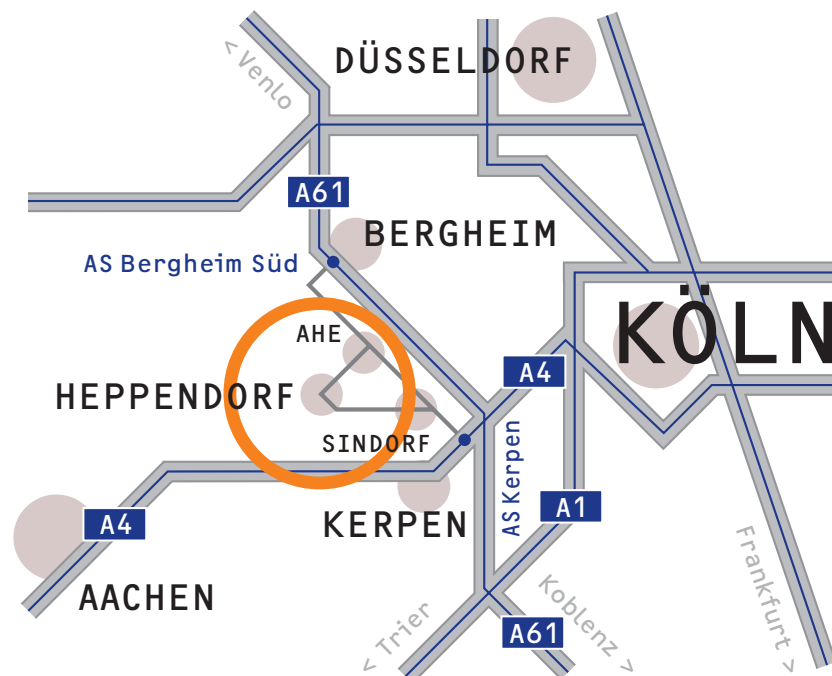 DÜSSELDORF
< Venlo
A61
BERGHEIM
AS Bergheim Süd
KÖLN
AHE
A4
HEPPENDORF
SINDORF
AS Kerpen
KERPEN
A1
A4
AACHEN
Frankfurt >
< Trier
Koblenz >
A61